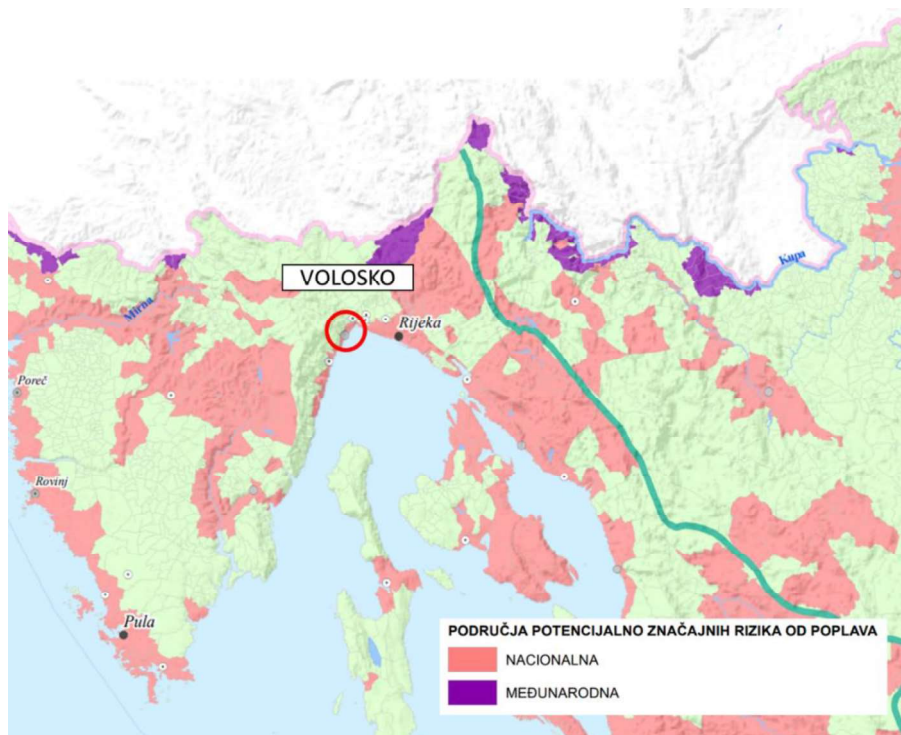 Kupa
VOLOSKO
Mirna
Rijeka
Poreč
Rovinj
Pula
PODRUČJA POTENCIJALNO ZNAČAJNIH RIZIKA OD POPLAVA
NACIONALNA
MEĐUNARODNA